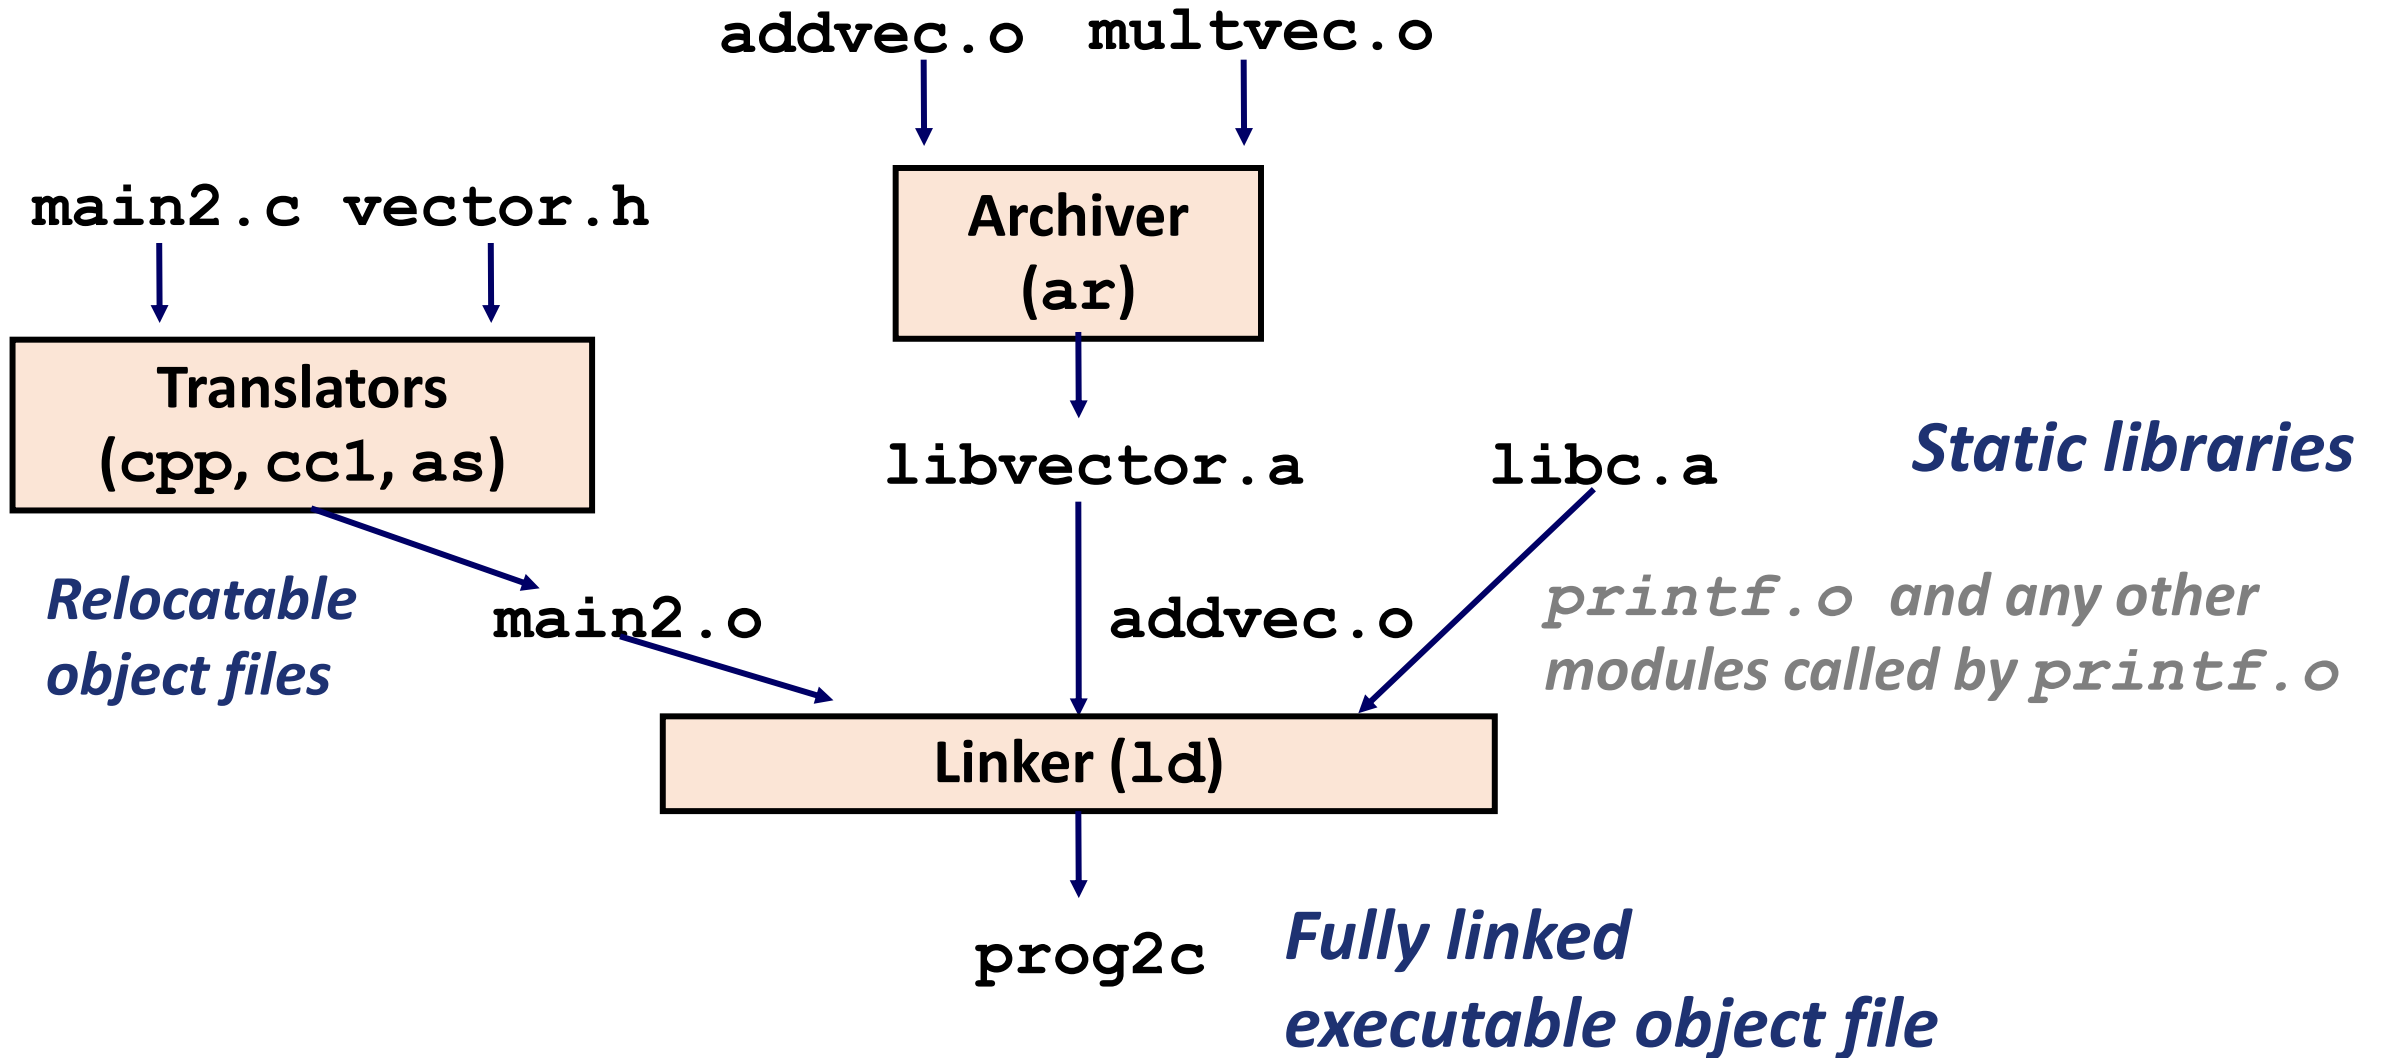 addvec.o multvec.o
main2.c vector.h
Archiver
(ar)
Translators
(cpp, cc1, as)
libvector.a
libc.a
Static libraries
Relocatable
object files
main2.o
addvec.o
printf.o and any other
modules called by printf.o
Linker (ld)
prog2c
Fully linked
executable object file